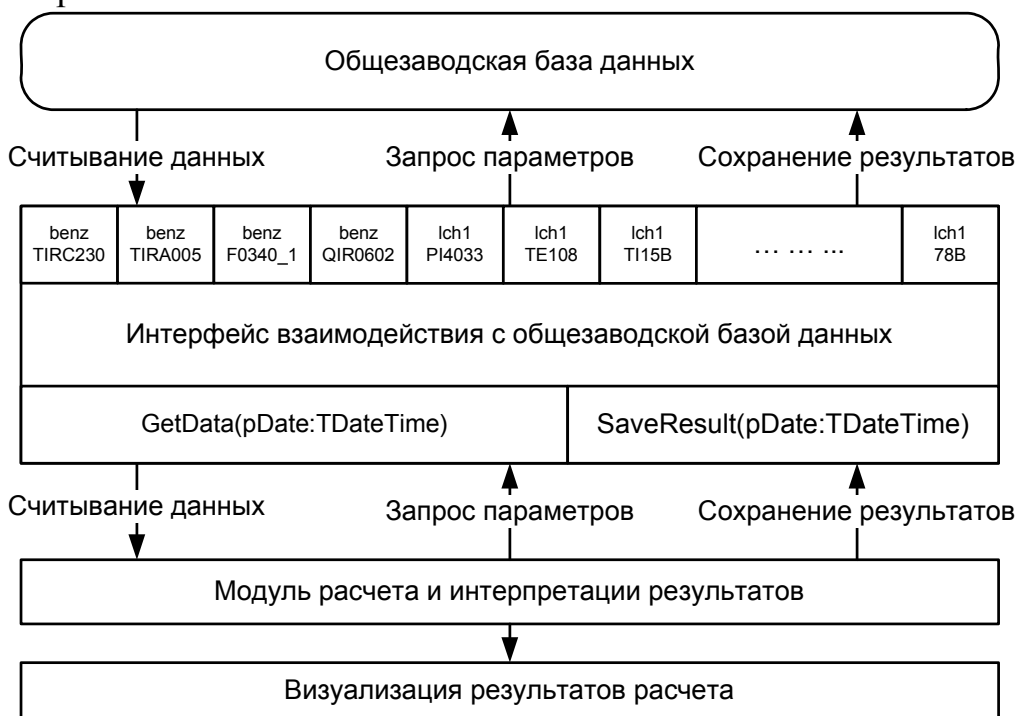 Общезаводская база данных
Считывание данных
Запрос параметров
Сохранение результатов
benz TIRC230
benz TIRA005
benz F0340_1
benz QIR0602
lch1 PI4033
lch1 TE108
lch1 TI15B
... ... ...
lch1 78B
Интерфейс взаимодействия с общезаводской базой данных
GetData(pDate:TDateTime)
SaveResult(pDate:TDateTime)
Считывание данных
Запрос параметров
Сохранение результатов
Модуль расчета и интерпретации результатов
Визуализация результатов расчета